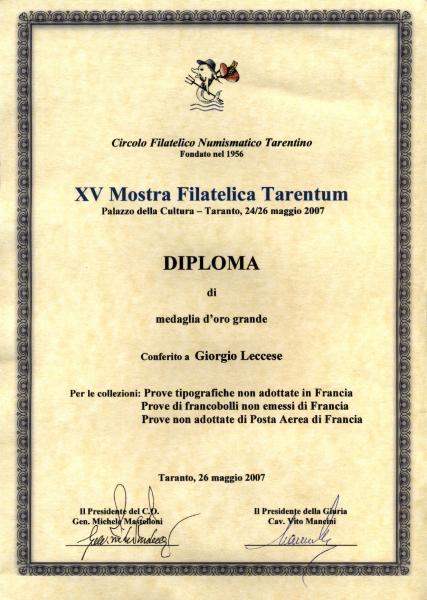 Circolo Filatelico Numismatico Tarentino
Fondato nel 1956
XV Mostra Filatelica Tarentum
Palazzo della Cultura – Taranto, 24/26 maggio 2007
DIPLOMA
di
medaglia d'oro grande
Conferito a Giorgio Leccese
Per le collezioni: Prove tipografiche non adottate in Francia
Prove di francobolli non emessi di Francia
Prove non adottate di Posta Aerea di Francia
Taranto, 26 maggio 2007
Il Presidente del C.O.
Gen. Michele Mastelloni
Il Presidente della Giuria
Cav. Vito Mancini